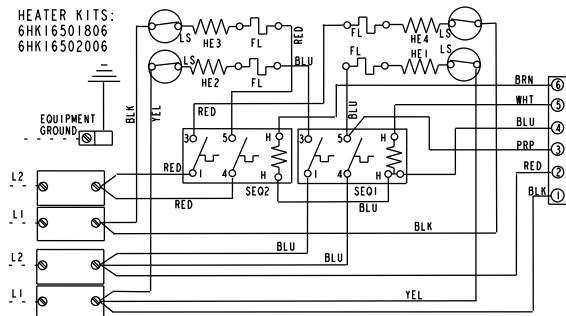 HEATER KITS:
6HK16501806
6HK16502006
LS
HE3
FL
RED
FL
HE4
LS
LS
HE2
FL
BLU
FL
HE1
LS
BLK
YEL
RED
BLU
BRN
6
WHT
5
BLU
4
PRP
3
RED
2
BLK
1
EQUIPMENT
GROUND
3
5
H
3
5
H
1
4
H
1
4
H
RED
SEQ2
SEQ1
RED
BLU
L2
L1
BLK
BLU
L2
BLU
L1
YEL